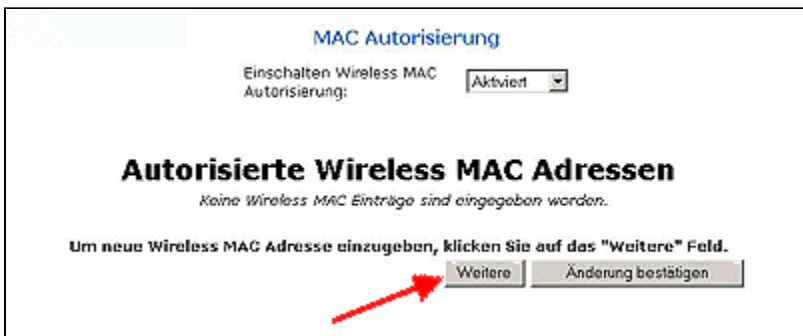 MAC Autorisierung
Einschalten Wireless MAC
Autorisierung:
Aktiviert
Autorisierte Wireless MAC Adressen
Keine Wireless MAC Einträge sind eingegeben worden.
Um neue Wireless MAC Adresse einzugeben, klicken Sie auf das "Weitere" Feld.
Weitere
Änderung bestätigen